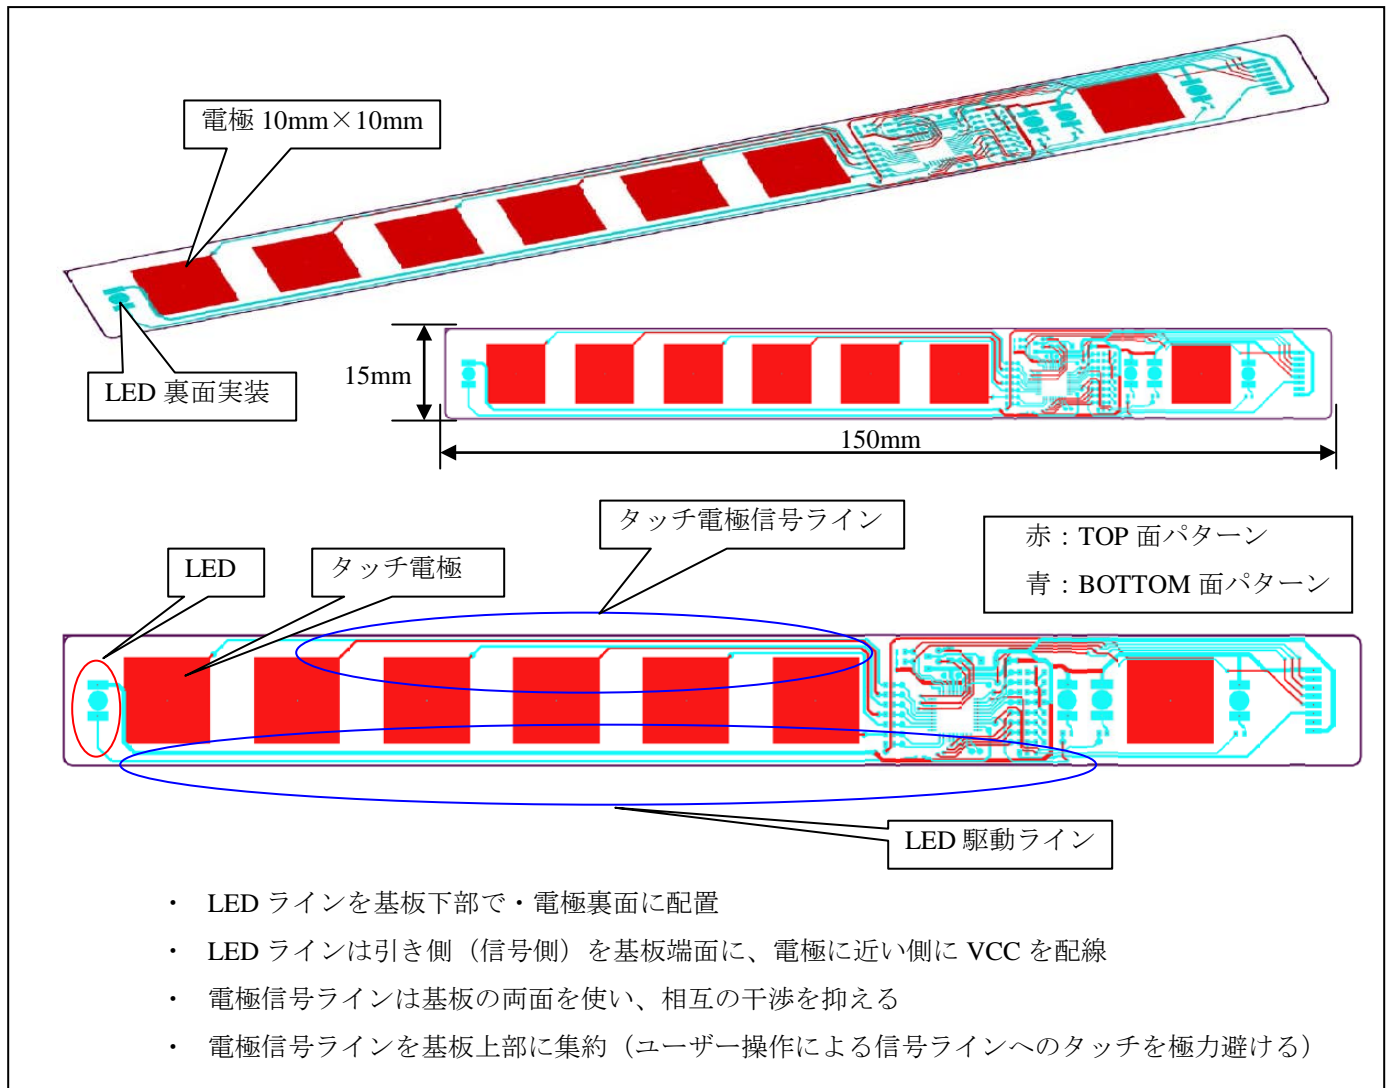 電極 10mm×10mm
LED 裏面実装
15mm
150mm
タッチ電極信号ライン
赤：TOP 面パターン
青：BOTTOM 面パターン
LED
タッチ電極
LED 駆動ライン
・ LED ラインを基板下部で・電極裏面に配置
・ LED ラインは引き側（信号側）を基板端面に、電極に近い側に VCC を配線
・ 電極信号ラインは基板の両面を使い、相互の干渉を抑える
・ 電極信号ラインを基板上部に集約（ユーザー操作による信号ラインへのタッチを極力避ける）